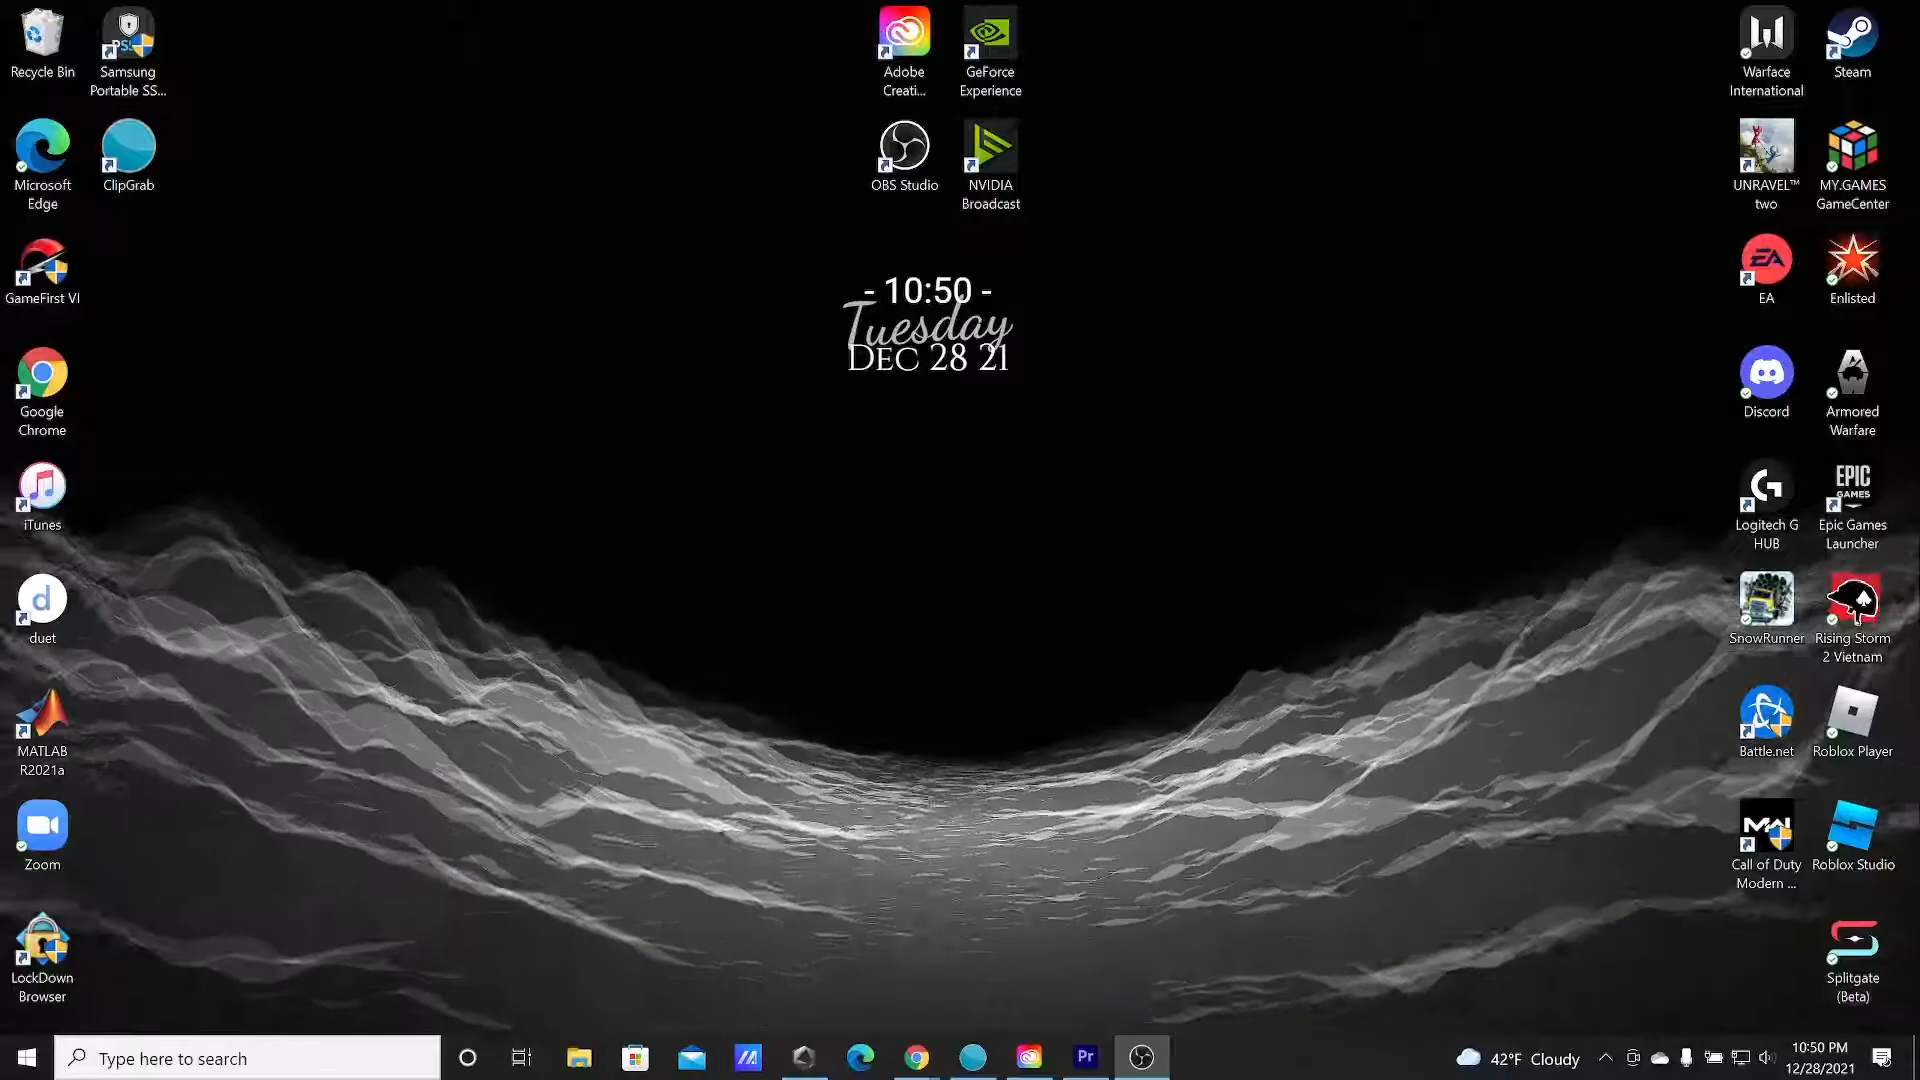 Recycle Bin
Samsung
Portable SS...
Adobe
Creati...
GeForce
Experience
Warface
International
Steam
Microsoft
Edge
ClipGrab
OBS Studio
NVIDIA
Broadcast
UNRAVEL™
two
MY.GAMES
GameCenter
GameFirst VI
- 10:50 -
Tuesday
DEC 28 21
EA
EA
Enlisted
Google
Chrome
Discord
Armored
Warfare
iTunes
Logitech G
HUB
EPIC
GAMES
Epic Games
Launcher
d
duet
SnowRunner
Rising Storm
2 Vietnam
MATLAB
R2021a
Battle.net
Roblox Player
Zoom
MW
Call of Duty
Modern ...
Roblox Studio
LockDown
Browser
Splitgate
(Beta)
Type here to search
Pr
42°F Cloudy
10:50 PM
12/28/2021